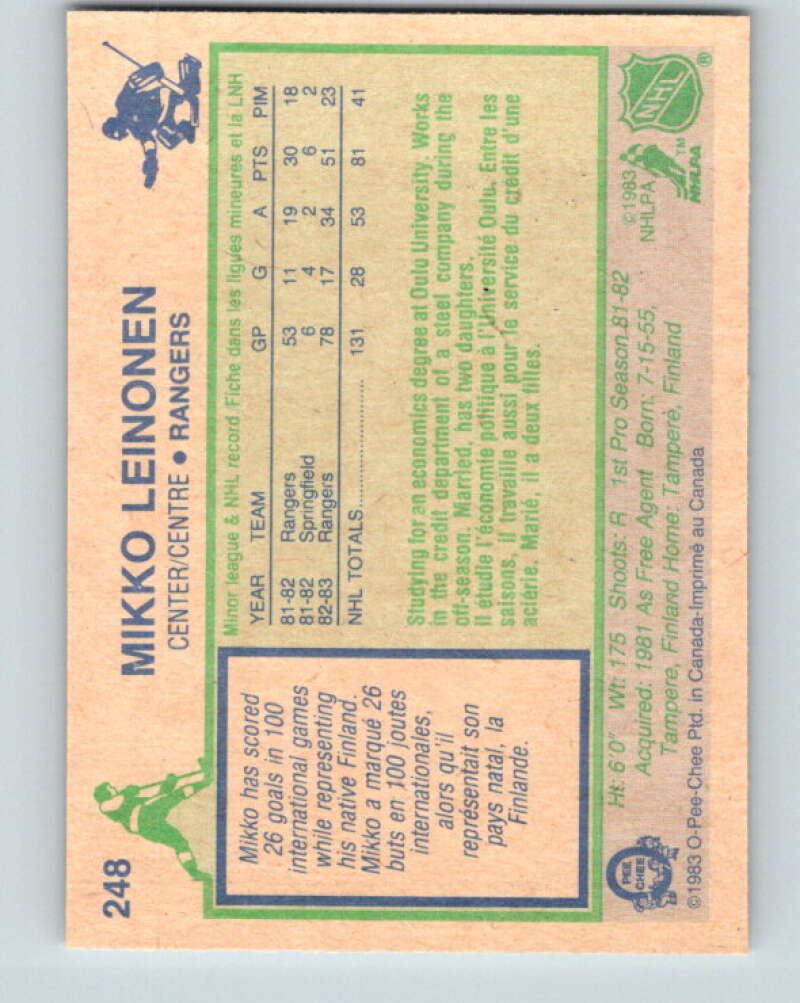 248
MIKKO LEINONEN
CENTER/CENTRE • RANGERS
Mikko has scored
26 goals in 100
international games
while representing
his native Finland.
Mikko a marqué 26
buts en 100 joutes
internationales,
alors qu'il
représentait son
pays natal, la
Finlande.
Minor league & NHL record Fiche dans les ligues mineures et la LNH
YEAR TEAM GP G A PTS PIM
81-82 Rangers 53 11 19 30 18
81-82 Springfield 6 4 2 6 2
82-83 Rangers 78 17 34 51 23
NHL TOTALS 131 28 53 81 41
Studying for an economics degree at Oulu University. Works
in the credit department of a steel company during the
off-season. Married, has two daughters.
Il étudie l'économie politique à l'Université Oulu. Entre les
saisons, il travaille aussi pour le service du crédit d'une
aciérie. Marié, il a deux filles.
Ht: 6'0" Wt: 175 Shoots: R 1st Pro Season 81-82
Acquired: 1981 As Free Agent Born: 7-15-55,
Tampere, Finland Home: Tampere, Finland
©1983 O-Pee-Chee Ptd. in Canada-Imprimé au Canada
O
PEE
CHEE
©1983
NHLPA
TM
NHLPA
NHL
®